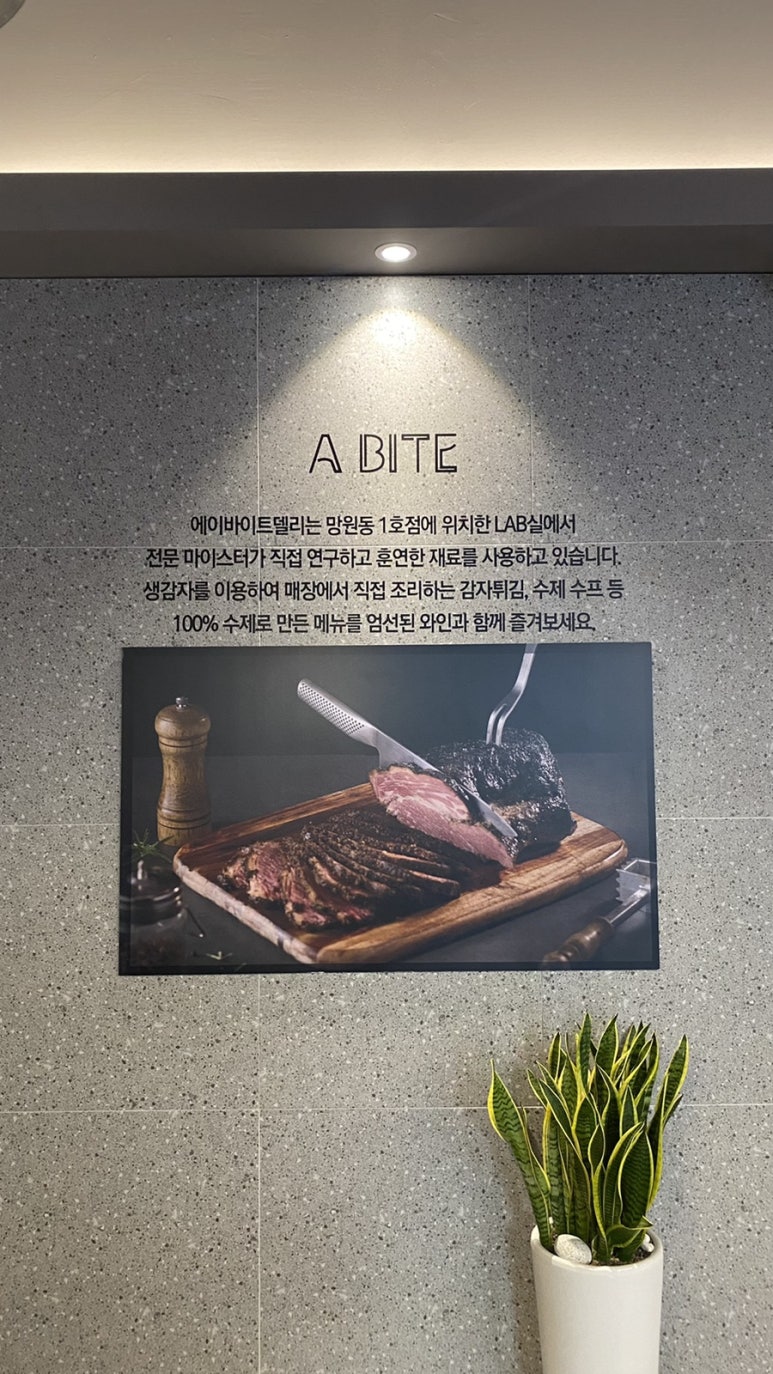 A BITE
에이바이트델리는 망원동 1호점에 위치한 LAB실에서
전문 마이스터가 직접 연구하고 훈연한 재료를 사용하고 있습니다.
생감자를 이용하여 매장에서 직접 조리하는 감자튀김, 수제 수프 등
100% 수제로 만든 메뉴를 엄선된 와인과 함께 즐겨보세요.